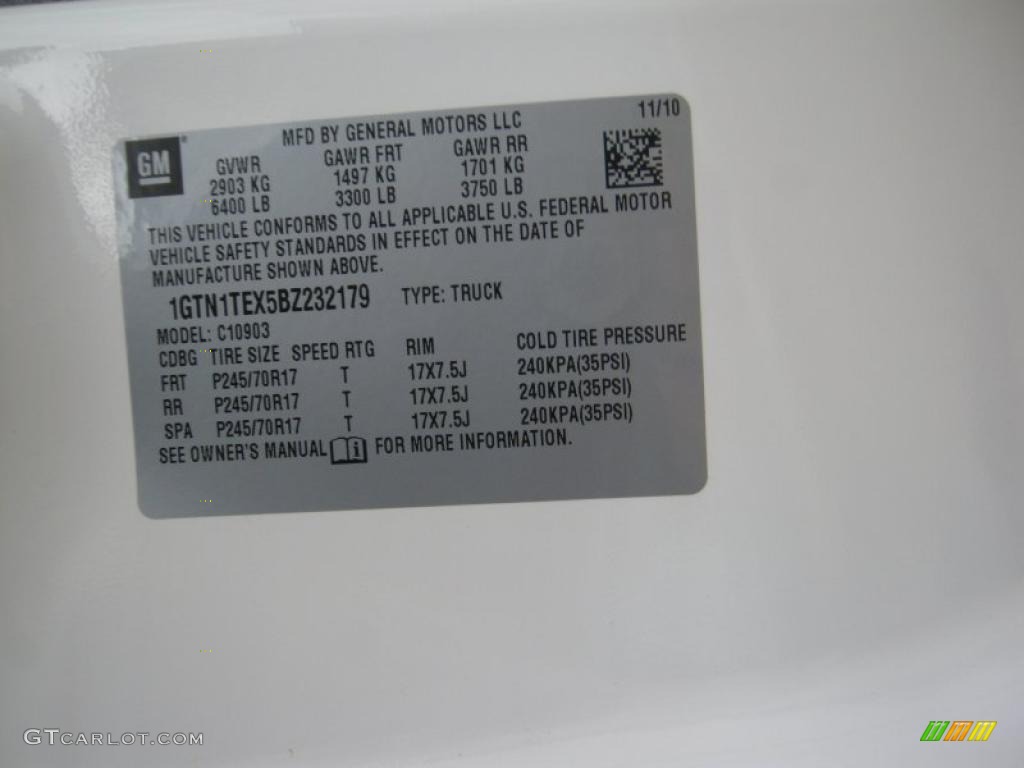 11/10
MFD BY GENERAL MOTORS LLC
GM
GVWR GAWR FRT GAWR RR
2903 KG 1497 KG 1701 KG
6400 LB 3300 LB 3750 LB
THIS VEHICLE CONFORMS TO ALL APPLICABLE U.S. FEDERAL MOTOR
VEHICLE SAFETY STANDARDS IN EFFECT ON THE DATE OF
MANUFACTURE SHOWN ABOVE.
1GTN1TEX5BZ232179 TYPE: TRUCK
MODEL: C10903
CDBG TIRE SIZE SPEED RTG RIM COLD TIRE PRESSURE
FRT P245/70R17 T 17X7.5J 240KPA(35PSI)
RR P245/70R17 T 17X7.5J 240KPA(35PSI)
SPA P245/70R17 T 17X7.5J 240KPA(35PSI)
SEE OWNER'S MANUAL i FOR MORE INFORMATION.
GTCARLOT.COM